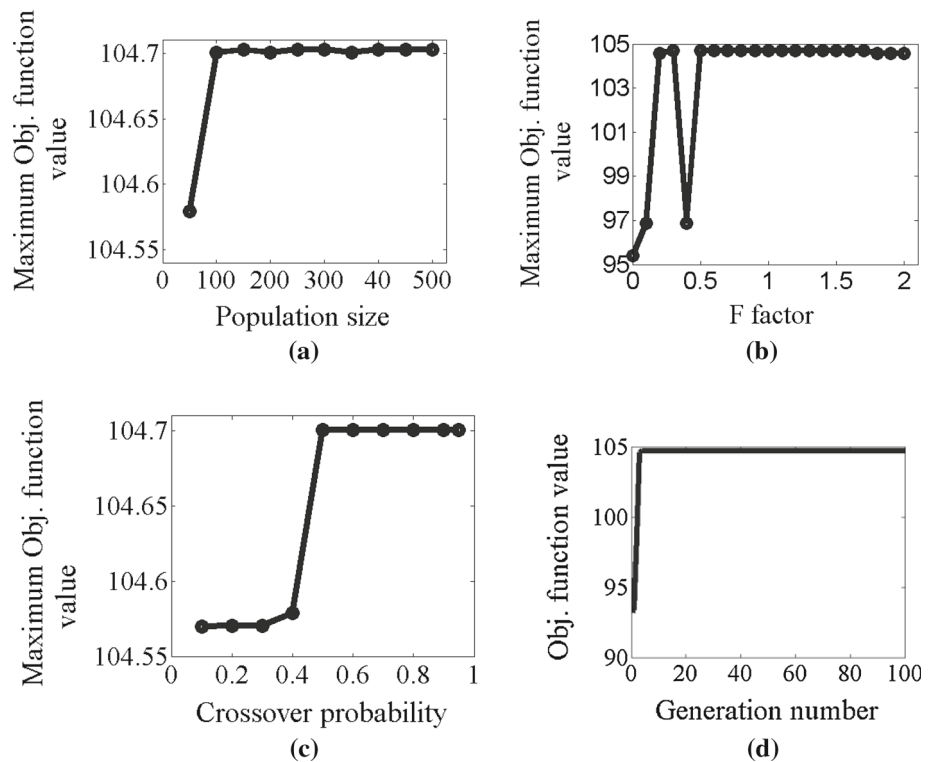 Maximum Obj. function
value
104.7
104.65
104.6
104.55
0 100 200 300 40 500
Population size
(a)
Maximum Obj. function
value
105
103
101
99
97
95
0 0.5 1 1.5 2
F factor
(b)
Maximum Obj. function
value
104.7
104.65
104.6
104.55
0 0.2 0.4 0.6 0.8 1
Crossover probability
(c)
Obj. function value
105
100
95
90
0 20 40 60 80 100
Generation number
(d)